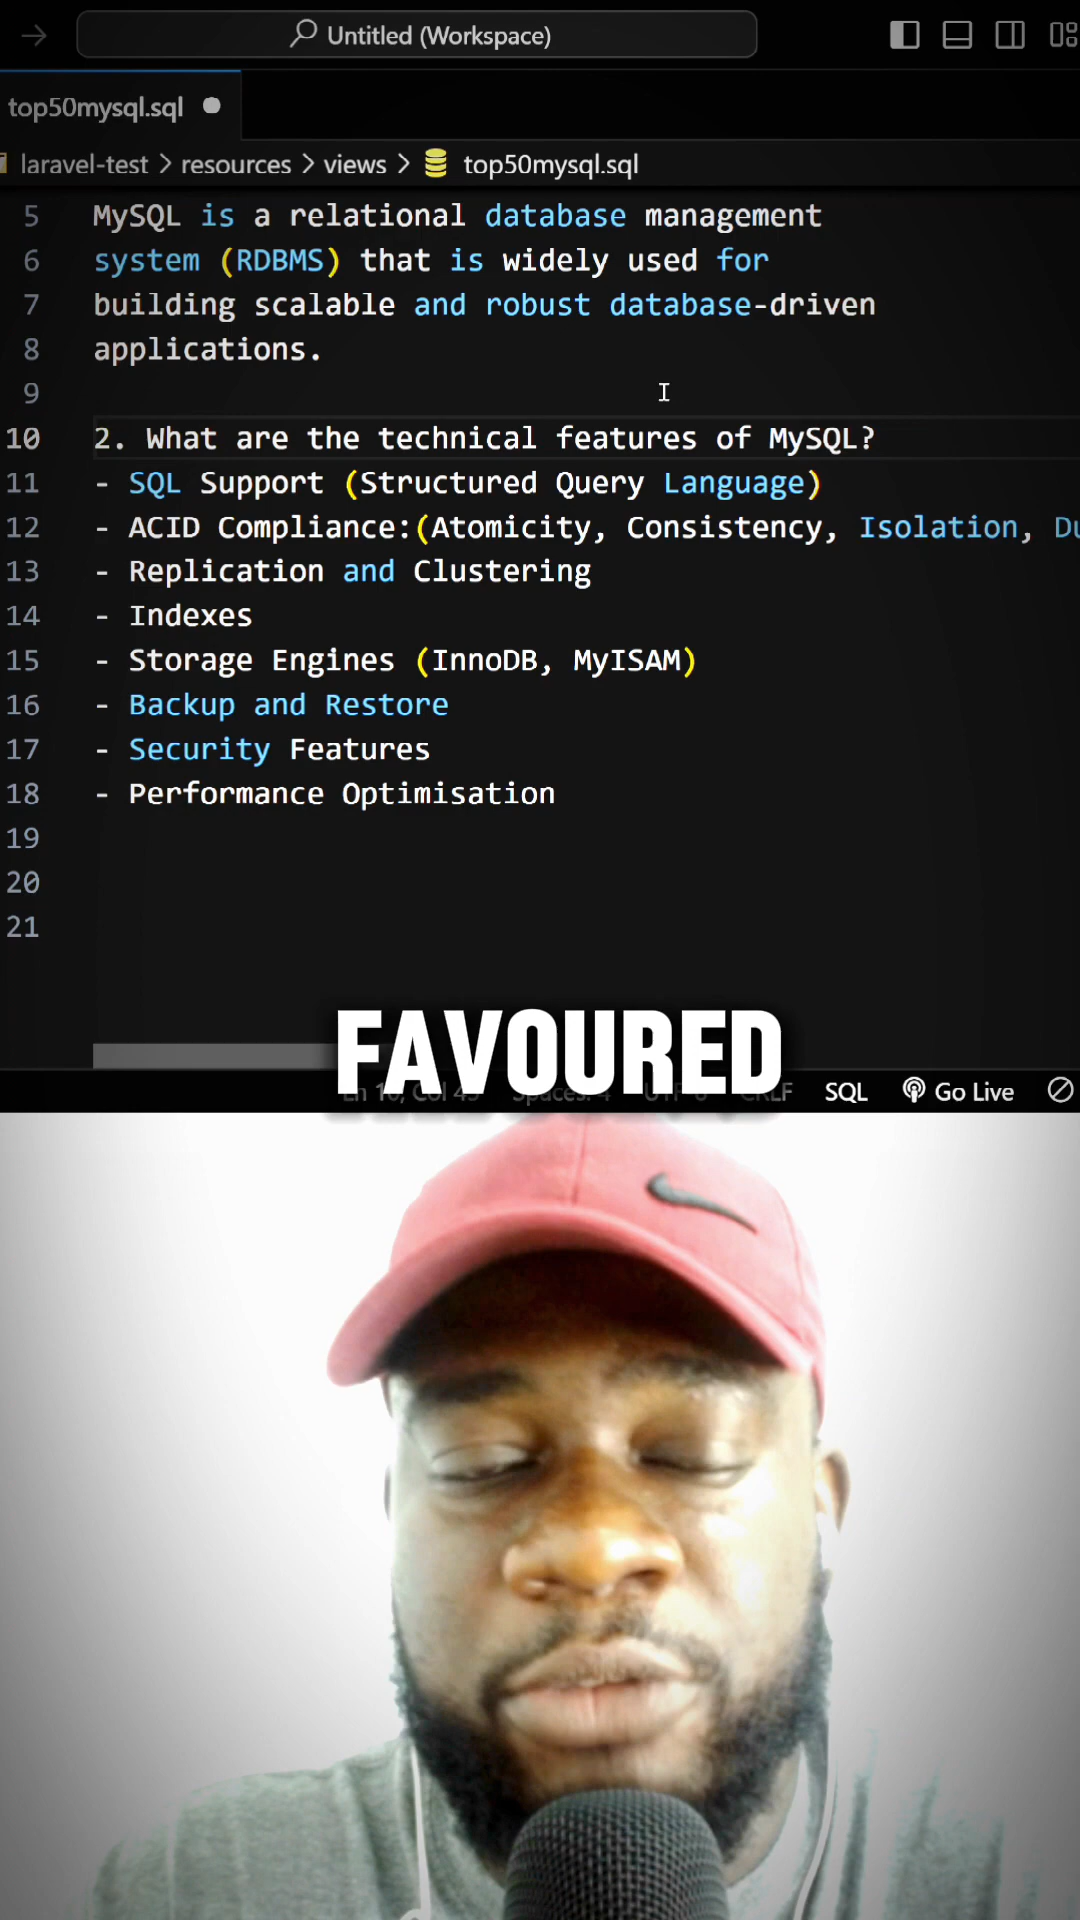 Untitled (Workspace)
top50mysql.sql
laravel-test > resources > views > top50mysql.sql
5 MySQL is a relational database management
6 system (RDBMS) that is widely used for
7 building scalable and robust database-driven
8 applications.
9
10 2. What are the technical features of MySQL?
11 - SQL Support (Structured Query Language)
12 - ACID Compliance:(Atomicity, Consistency, Isolation, Du
13 - Replication and Clustering
14 - Indexes
15 - Storage Engines (InnoDB, MyISAM)
16 - Backup and Restore
17 - Security Features
18 - Performance Optimisation
19
20
21
FAVOURED
SQL Go Live